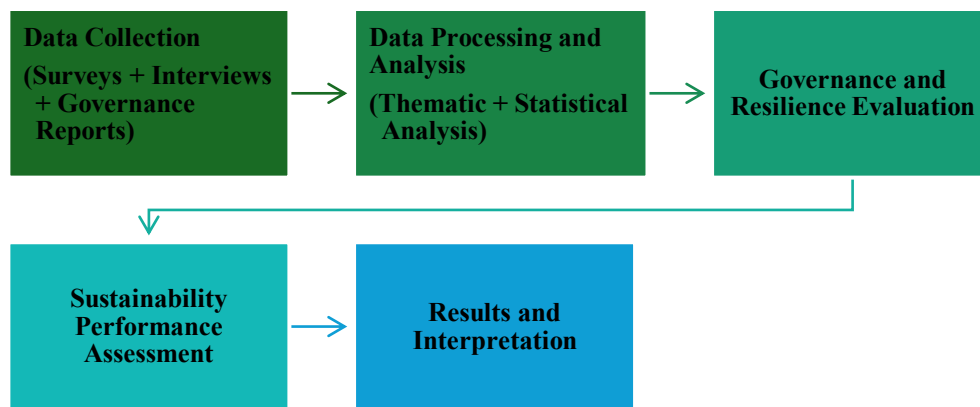 Data Collection
(Surveys + Interviews
+ Governance
Reports)
Data Processing and
Analysis
(Thematic + Statistical
Analysis)
Governance and
Resilience Evaluation
Sustainability
Performance
Assessment
Results and
Interpretation